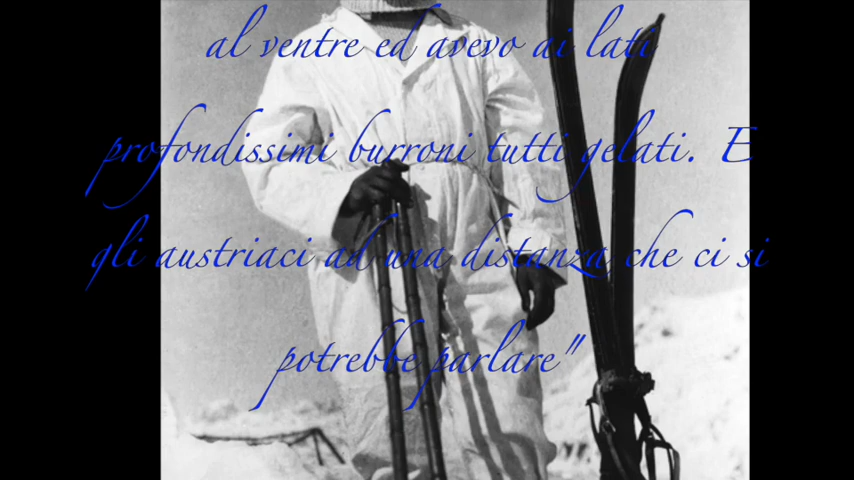 al ventre ed avevo ai lati
profondissimi burroni tutti gelati. E
gli austriaci ad una distanza che ci si
potrebbe parlare"